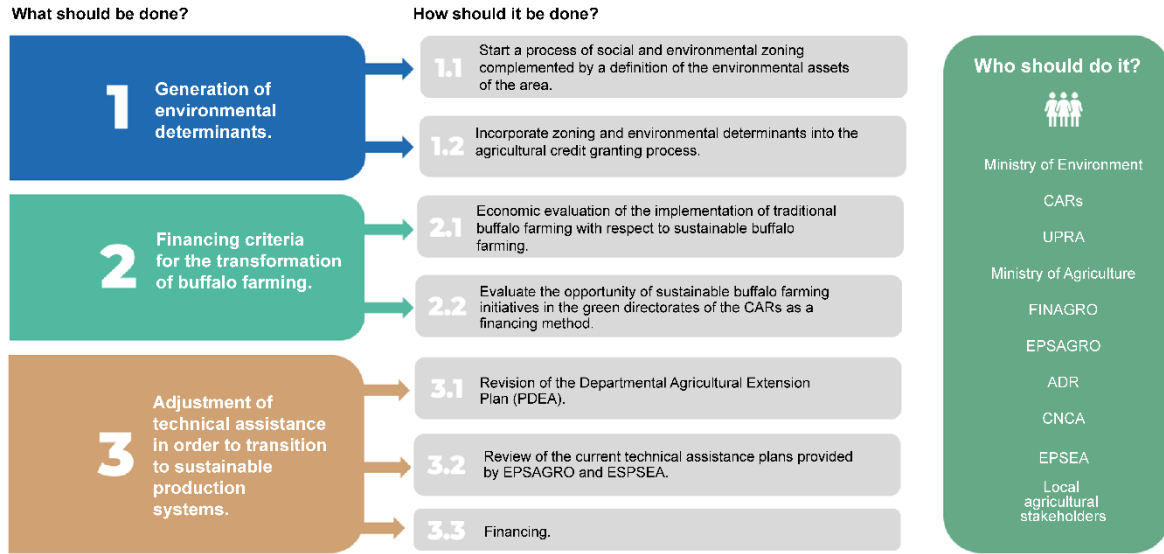 What should be done?
How should it be done?
1
Generation of
environmental
determinants.
1.1
Start a process of social and environmental zoning
complemented by a definition of the environmental assets
of the area.
1.2
Incorporate zoning and environmental determinants into the
agricultural credit granting process.
2
Financing criteria
for the transformation
of buffalo farming.
2.1
Economic evaluation of the implementation of traditional
buffalo farming with respect to sustainable buffalo
farming.
2.2
Evaluate the opportunity of sustainable buffalo farming
initiatives in the green directorates of the CARs as a
financing method.
3
Adjustment of
technical assistance
in order to transition
to sustainable
production
systems.
3.1
Revision of the Departmental Agricultural Extension
Plan (PDEA).
3.2
Review of the current technical assistance plans provided
by EPSAGRO and ESPSEA.
3.3
Financing.
Who should do it?
Ministry of Environment
CARs
UPRA
Ministry of Agriculture
FINAGRO
EPSAGRO
ADR
CNCA
EPSEA
Local
agricultural
stakeholders